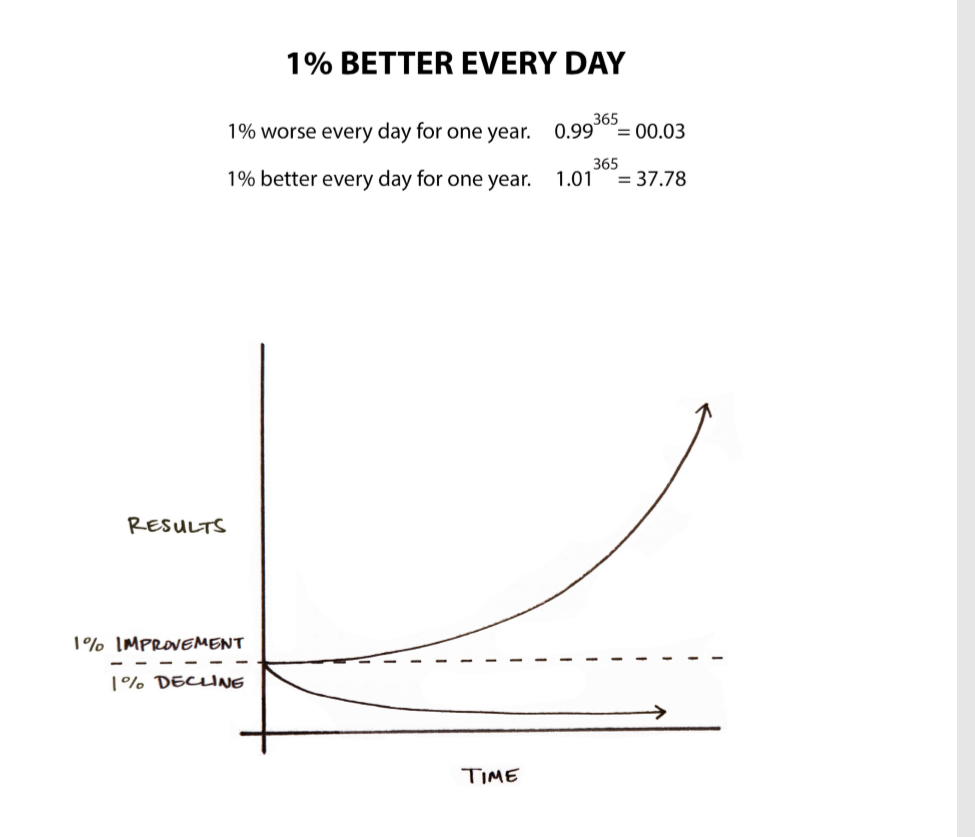 1% BETTER EVERY DAY
1% worse every day for one year. 0.99³⁶⁵ = 00.03
1% better every day for one year. 1.01³⁶⁵ = 37.78
RESULTS
1% IMPROVEMENT
1% DECLINE
TIME